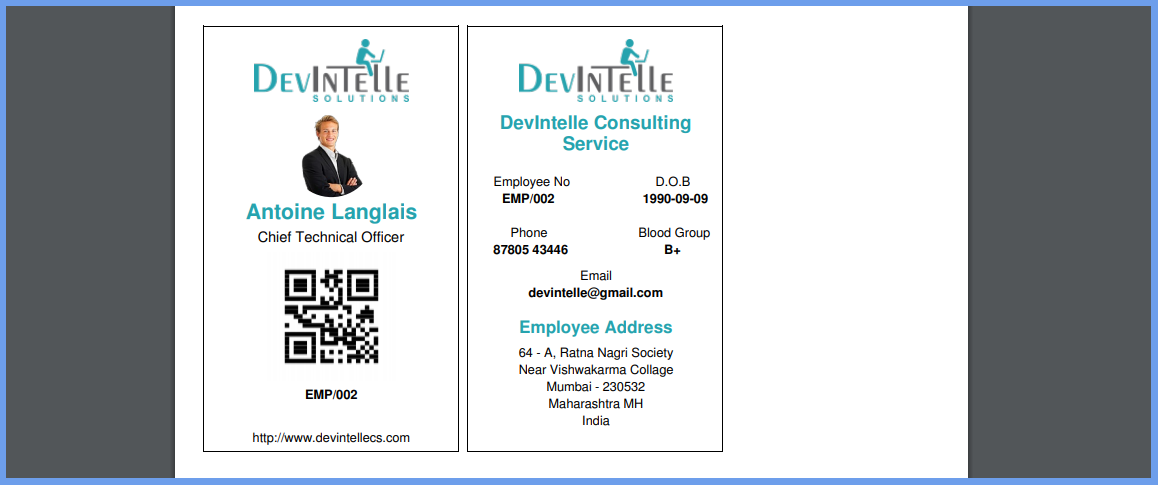 DEVINTELLE
SOLUTIONS
Antoine Langlais
Chief Technical Officer
EMP/002
http://www.devintellecs.com
DEVINTELLE
SOLUTIONS
DevIntelle Consulting
Service
Employee No
EMP/002
D.O.B
1990-09-09
Phone
87805 43446
Blood Group
B+
Email
devintelle@gmail.com
Employee Address
64 - A, Ratna Nagri Society
Near Vishwakarma Collage
Mumbai - 230532
Maharashtra MH
India